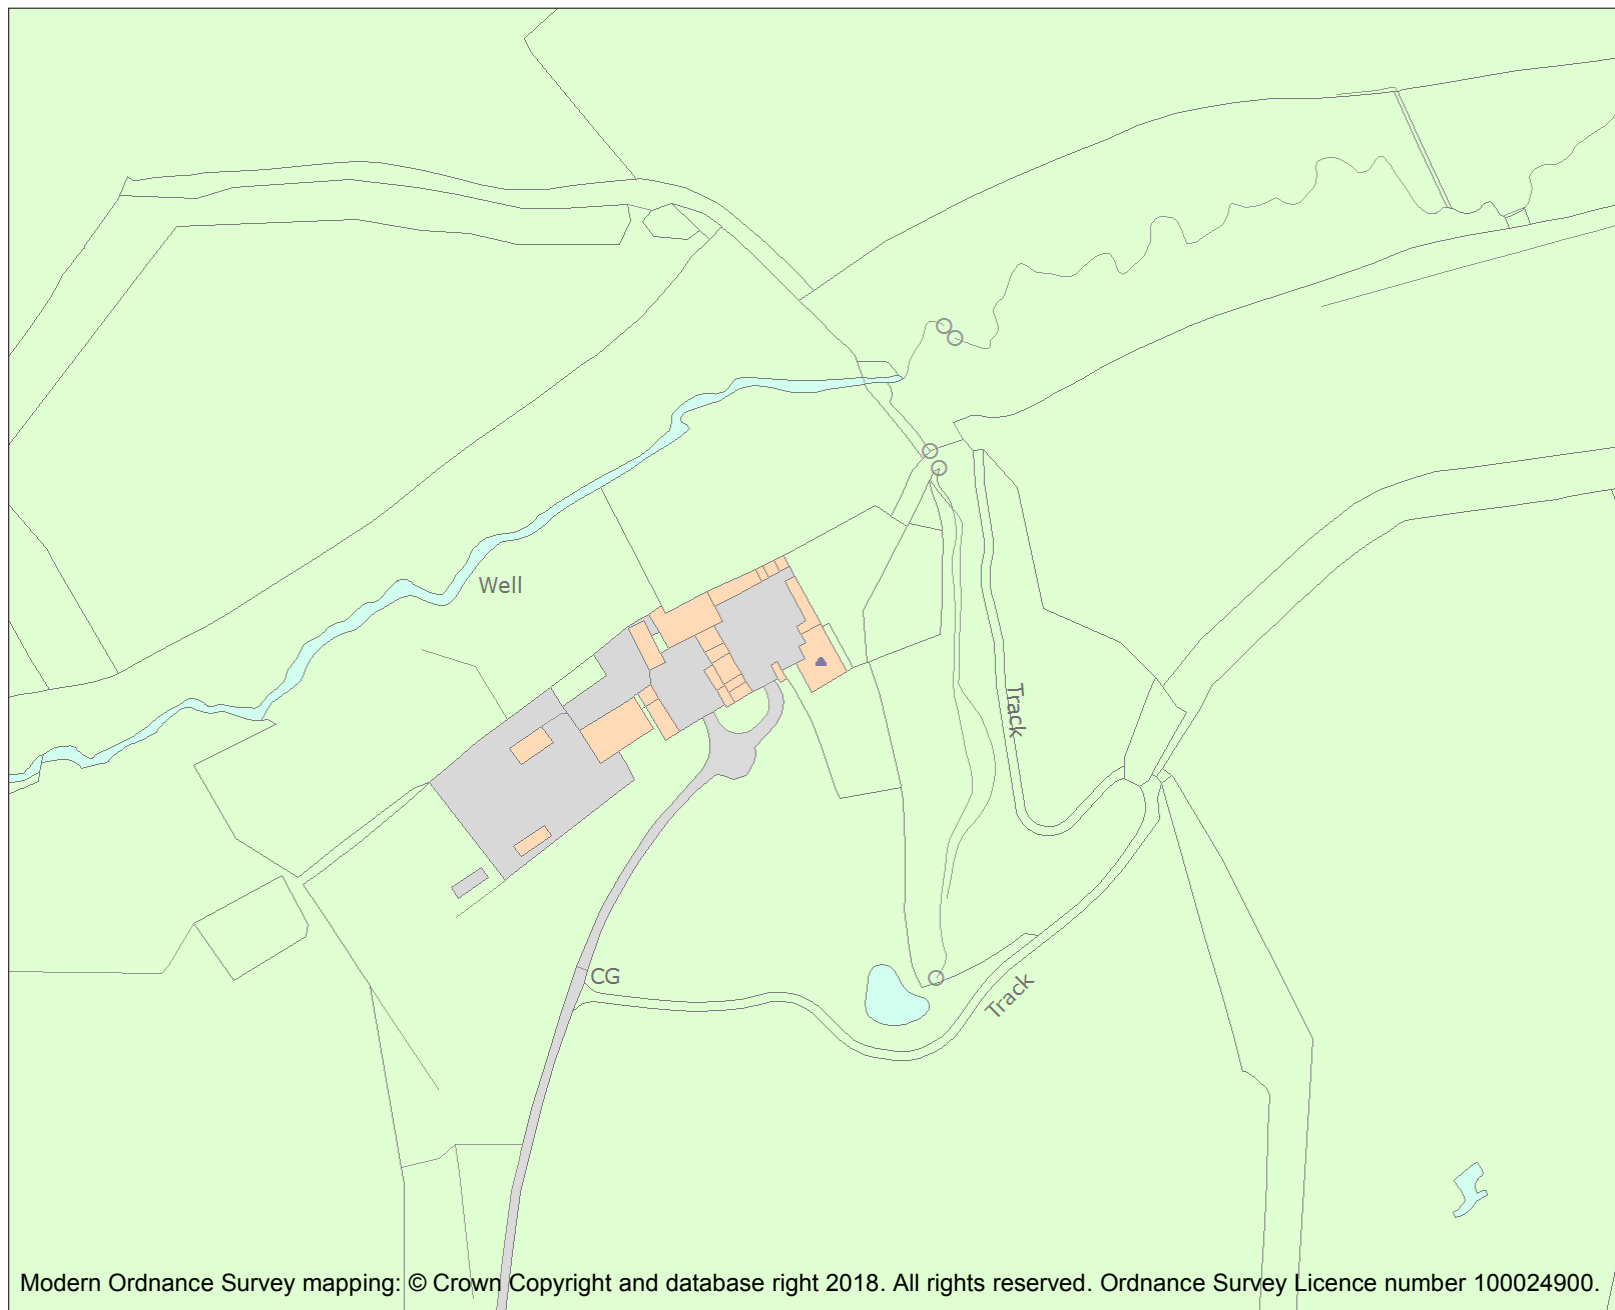 Well
Track
CG
Track
Modern Ordnance Survey mapping: © Crown Copyright and database right 2018. All rights reserved. Ordnance Survey Licence number 100024900.